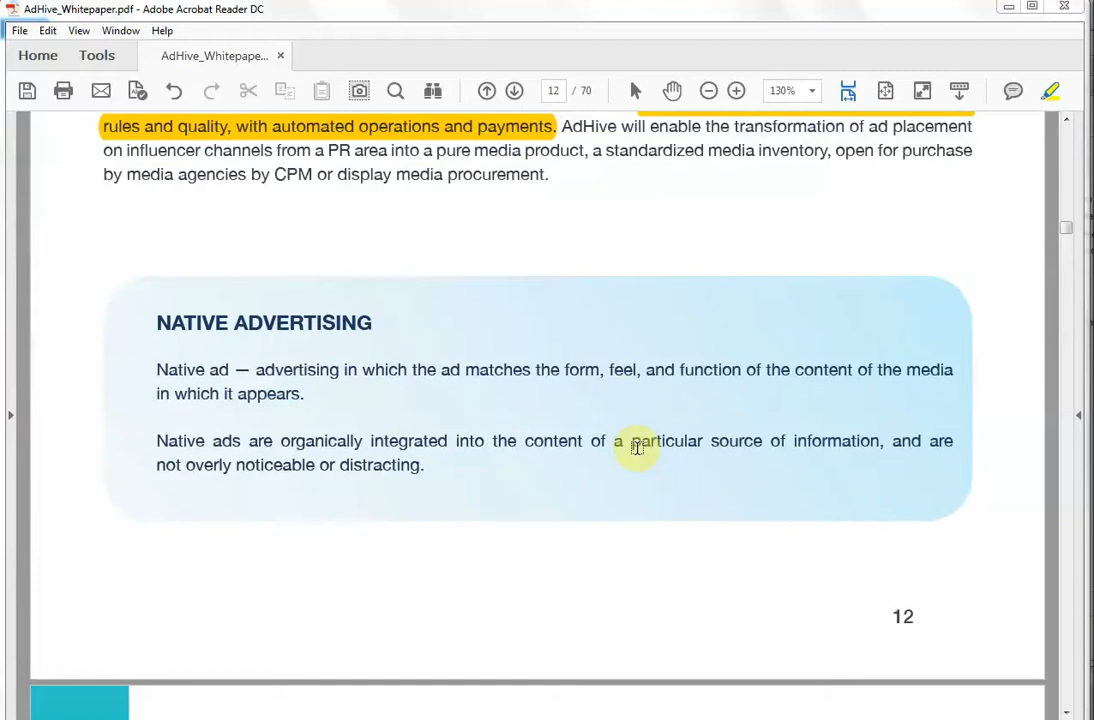 AdHive_Whitepaper.pdf - Adobe Acrobat Reader DC
File Edit View Window Help
Home Tools AdHive_Whitepape... ×
12 / 70 130%
rules and quality, with automated operations and payments. AdHive will enable the transformation of ad placement
on influencer channels from a PR area into a pure media product, a standardized media inventory, open for purchase
by media agencies by CPM or display media procurement.
NATIVE ADVERTISING
Native ad — advertising in which the ad matches the form, feel, and function of the content of the media
in which it appears.
Native ads are organically integrated into the content of a particular source of information, and are
not overly noticeable or distracting.
12